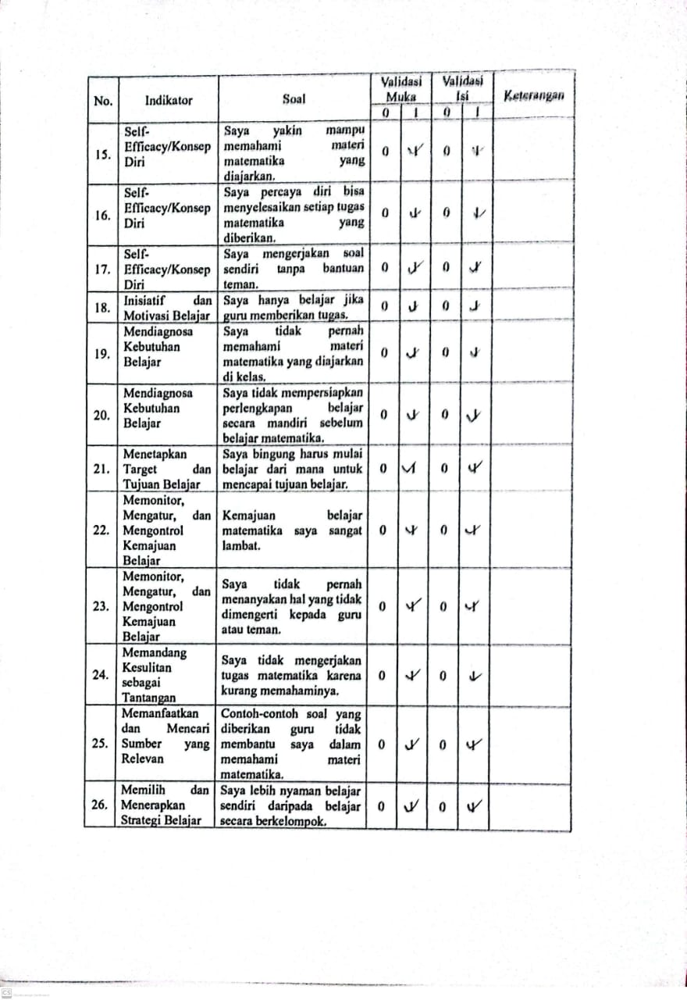 No. Indikator Soal Validasi Muka Validasi Isi Keterangan
0 1 0 1
15. Self-
Efficacy/Konsep
Diri
Saya yakin mampu
memahami materi
matematika yang
diajarkan.
0 0
16. Self-
Efficacy/Konsep
Diri
Saya percaya diri bisa
menyelesaikan setiap tugas
matematika yang
diberikan.
0 0
17. Self-
Efficacy/Konsep
Diri
Saya mengerjakan soal
sendiri tanpa bantuan
teman.
0 0
18. Inisiatif dan
Motivasi Belajar
Saya hanya belajar jika
guru memberikan tugas.
0 0
19. Mendiagnosa
Kebutuhan
Belajar
Saya tidak pernah
memahami materi
matematika yang diajarkan
di kelas.
0 0
20. Mendiagnosa
Kebutuhan
Belajar
Saya tidak mempersiapkan
perlengkapan belajar
secara mandiri sebelum
belajar matematika.
0 0
21. Menetapkan
Target dan
Tujuan Belajar
Saya bingung harus mulai
belajar dari mana untuk
mencapai tujuan belajar.
0 0
22. Memonitor,
Mengatur, dan
Mengontrol
Kemajuan
Belajar
Kemajuan belajar
matematika saya sangat
lambat.
0 0
23. Memonitor,
Mengatur, dan
Mengontrol
Kemajuan
Belajar
Saya tidak pernah
menanyakan hal yang tidak
dimengerti kepada guru
atau teman.
0 0
24. Memandang
Kesulitan
sebagai
Tantangan
Saya tidak mengerjakan
tugas matematika karena
kurang memahaminya.
0 0
25. Memanfaatkan
dan Mencari
Sumber yang
Relevan
Contoh-contoh soal yang
diberikan guru tidak
membantu saya dalam
memahami materi
matematika.
0 0
26. Memilih dan
Menerapkan
Strategi Belajar
Saya lebih nyaman belajar
sendiri daripada belajar
secara berkelompok.
0 0
CS